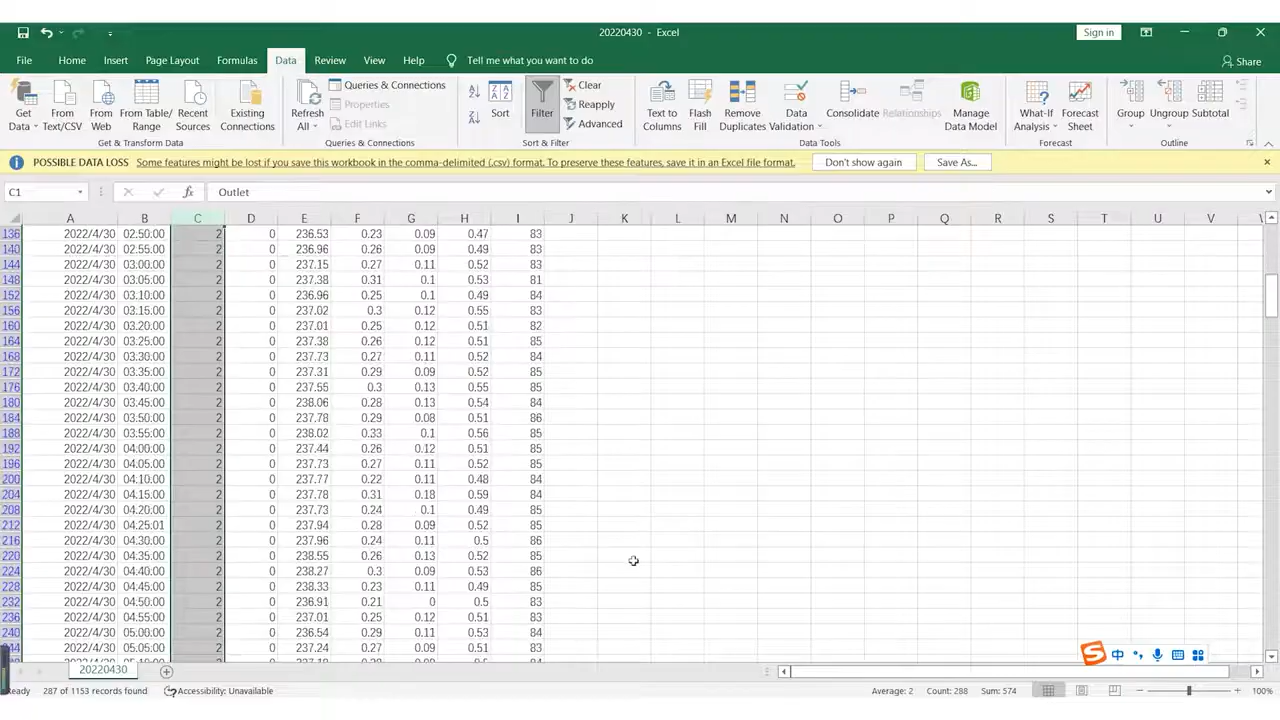 20220430 - Excel
Sign in
File Home Insert Page Layout Formulas Data Review View Help Tell me what you want to do Share
Get Data From Text/CSV From Web From Table/Range Recent Sources Existing Connections
Refresh All Queries & Connections Properties Edit Links
Sort Filter Clear Reapply Advanced
Text to Columns Flash Fill Remove Duplicates Data Validation Consolidate Relationships Manage Data Model
What-If Analysis Forecast Sheet Group Ungroup Subtotal
Get & Transform Data Queries & Connections Sort & Filter Data Tools Forecast Outline
POSSIBLE DATA LOSS Some features might be lost if you save this workbook in the comma-delimited (.csv) format. To preserve these features, save it in an Excel file format. Don't show again Save As...
C1 fx Outlet
A B C D E F G H I J K L M N O P Q R S T U V
136 2022/4/30 02:50:00 2 0 236.53 0.23 0.09 0.47 83
140 2022/4/30 02:55:00 2 0 236.96 0.26 0.09 0.49 83
144 2022/4/30 03:00:00 2 0 237.15 0.27 0.11 0.52 83
148 2022/4/30 03:05:00 2 0 237.38 0.31 0.1 0.53 81
152 2022/4/30 03:10:00 2 0 236.96 0.25 0.1 0.49 84
156 2022/4/30 03:15:00 2 0 237.02 0.3 0.12 0.55 83
160 2022/4/30 03:20:00 2 0 237.01 0.25 0.12 0.51 82
164 2022/4/30 03:25:00 2 0 237.38 0.26 0.12 0.51 85
168 2022/4/30 03:30:00 2 0 237.73 0.27 0.11 0.52 84
172 2022/4/30 03:35:00 2 0 237.31 0.29 0.09 0.52 85
176 2022/4/30 03:40:00 2 0 237.55 0.3 0.13 0.55 85
180 2022/4/30 03:45:00 2 0 238.06 0.28 0.13 0.54 84
184 2022/4/30 03:50:00 2 0 237.78 0.29 0.08 0.51 86
188 2022/4/30 03:55:00 2 0 238.02 0.33 0.1 0.56 85
192 2022/4/30 04:00:00 2 0 237.44 0.26 0.12 0.51 85
196 2022/4/30 04:05:00 2 0 237.73 0.27 0.11 0.52 85
200 2022/4/30 04:10:00 2 0 237.77 0.22 0.11 0.48 84
204 2022/4/30 04:15:00 2 0 237.78 0.31 0.18 0.59 84
208 2022/4/30 04:20:00 2 0 237.73 0.24 0.1 0.49 85
212 2022/4/30 04:25:01 2 0 237.94 0.28 0.09 0.52 85
216 2022/4/30 04:30:00 2 0 237.96 0.24 0.11 0.5 86
220 2022/4/30 04:35:00 2 0 238.55 0.26 0.13 0.52 85
224 2022/4/30 04:40:00 2 0 238.27 0.3 0.09 0.53 86
228 2022/4/30 04:45:00 2 0 238.33 0.23 0.11 0.49 85
232 2022/4/30 04:50:00 2 0 236.91 0.21 0 0.5 83
236 2022/4/30 04:55:00 2 0 237.01 0.25 0.12 0.51 83
240 2022/4/30 05:00:00 2 0 236.54 0.29 0.11 0.53 84
244 2022/4/30 05:05:00 2 0 237.24 0.27 0.09 0.51 83
S 中
20220430
287 of 1153 records found Accessibility: Unavailable Average: 2 Count: 288 Sum: 574 100%